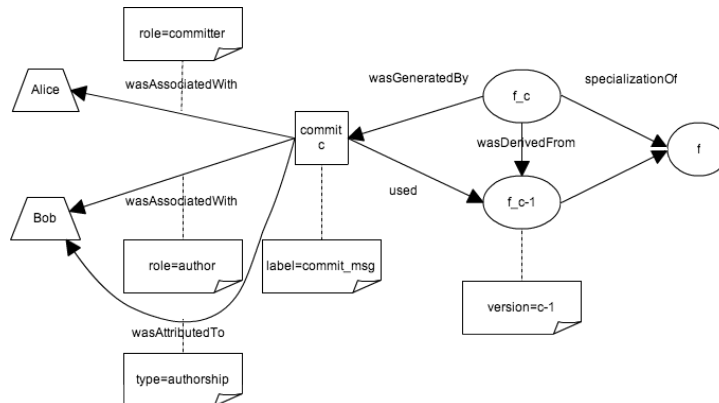 role=committer
wasAssociatedWith
Alice
wasGeneratedBy
f_c
specializationOf
commit
c
wasDerivedFrom
f
used
f_c-1
wasAssociatedWith
Bob
role=author
label=commit_msg
version=c-1
wasAttributedTo
type=authorship